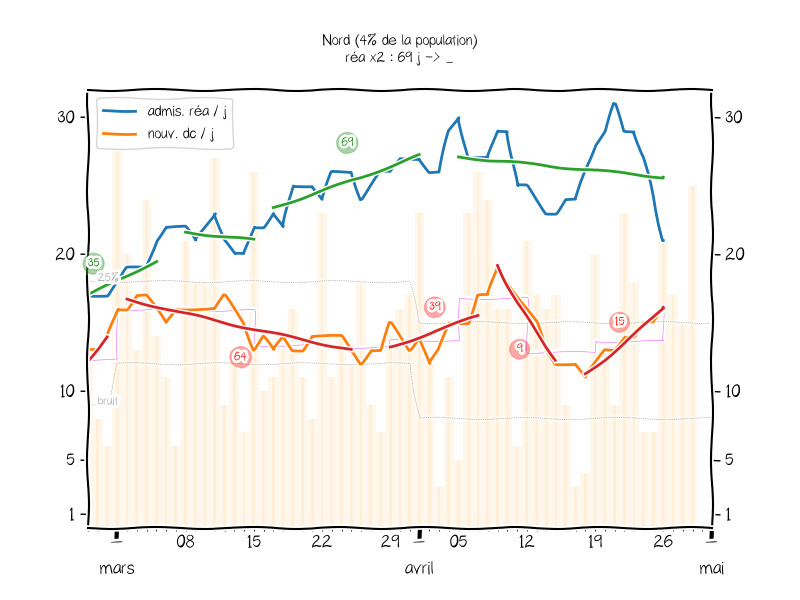 Nord (4% de la population)
réa x2 : 69 j -> _
admis. réa / j
nouv. dc / j
30
30
69
20
20
35
25%
39
15
64
9
10
10
bruit
5
5
1
1
08 15 22 29 05 12 19 26
mars avril mai